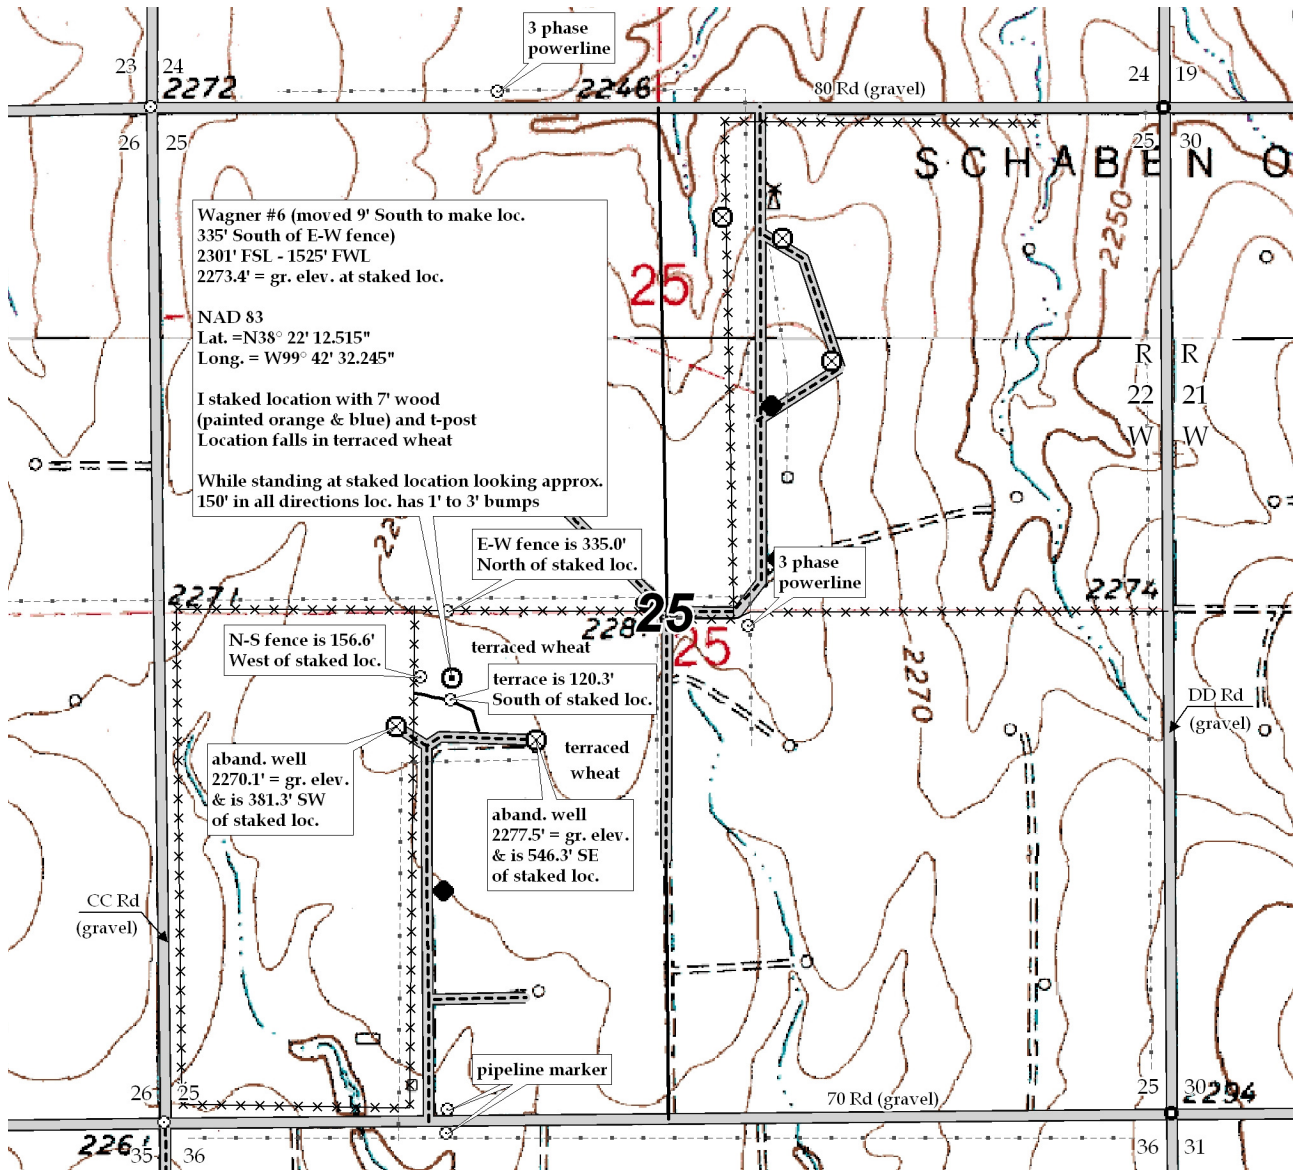 3 phase
powerline
23
24
2272
2246
80 Rd (gravel)
24
19
26
25
25
30
SCHABEN O
Wagner #6 (moved 9' South to make loc.
335' South of E-W fence)
2301' FSL - 1525' FWL
2273.4' = gr. elev. at staked loc.
NAD 83
Lat. =N38° 22' 12.515"
Long. = W99° 42' 32.245"
I staked location with 7' wood
(painted orange & blue) and t-post
Location falls in terraced wheat
While standing at staked location looking approx.
150' in all directions loc. has 1' to 3' bumps
25
2250
R
R
22
21
W
W
E-W fence is 335.0'
North of staked loc.
3 phase
powerline
2271
25
2274
N-S fence is 156.6'
West of staked loc.
terraced wheat
25
terrace is 120.3'
South of staked loc.
2270
DD Rd
(gravel)
aband. well
2270.1' = gr. elev.
& is 381.3' SW
of staked loc.
terraced
wheat
aband. well
2277.5' = gr. elev.
& is 546.3' SE
of staked loc.
CC Rd
(gravel)
pipeline marker
26
25
70 Rd (gravel)
25
30
2294
2261
35
36
36
31